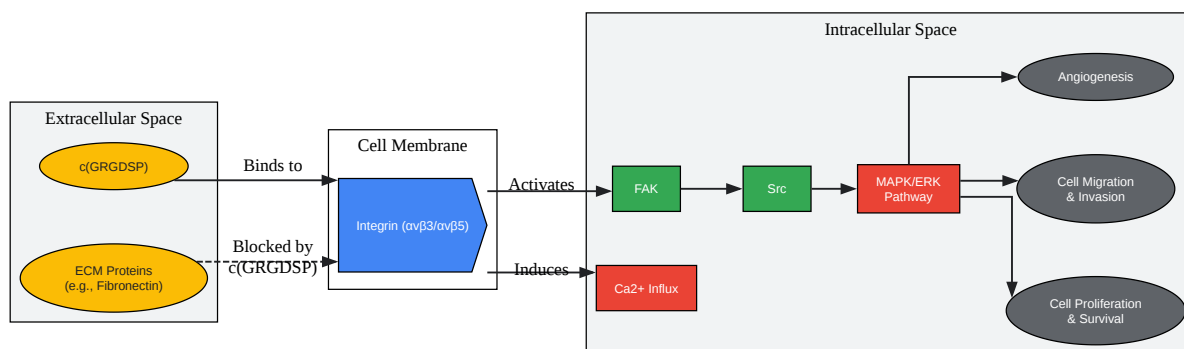 Intracellular Space
Angiogenesis
Extracellular Space
Cell Membrane
c(GRGDSP)
Binds to
Activates
FAK
Src
MAPK/ERK
Pathway
Cell Migration
& Invasion
Integrin (αvβ3/αvβ5)
Blocked by
c(GRGDSP)
ECM Proteins
(e.g., Fibronectin)
Induces
Ca2+ Influx
Cell Proliferation
& Survival